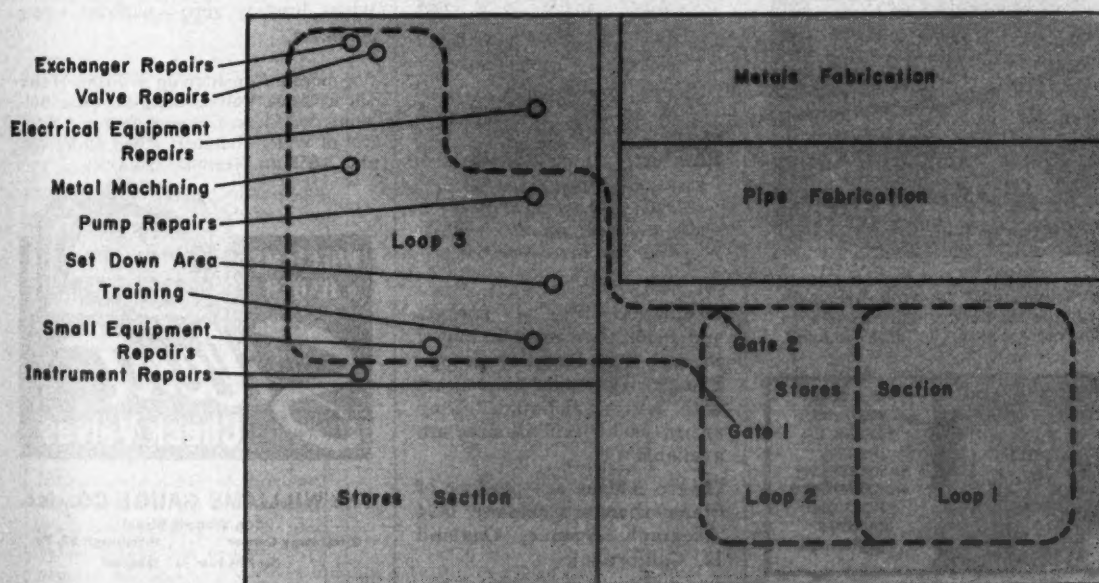 Exchanger Repairs
Valve Repairs
Electrical Equipment
Repairs
Metal Machining
Pump Repairs
Set Down Area
Training
Small Equipment
Repairs
Instrument Repairs
Loop 3
Stores Section
Metals Fabrication
Pipe Fabrication
Gate 2
Stores Section
Gate 1
Loop 2
Loop 1